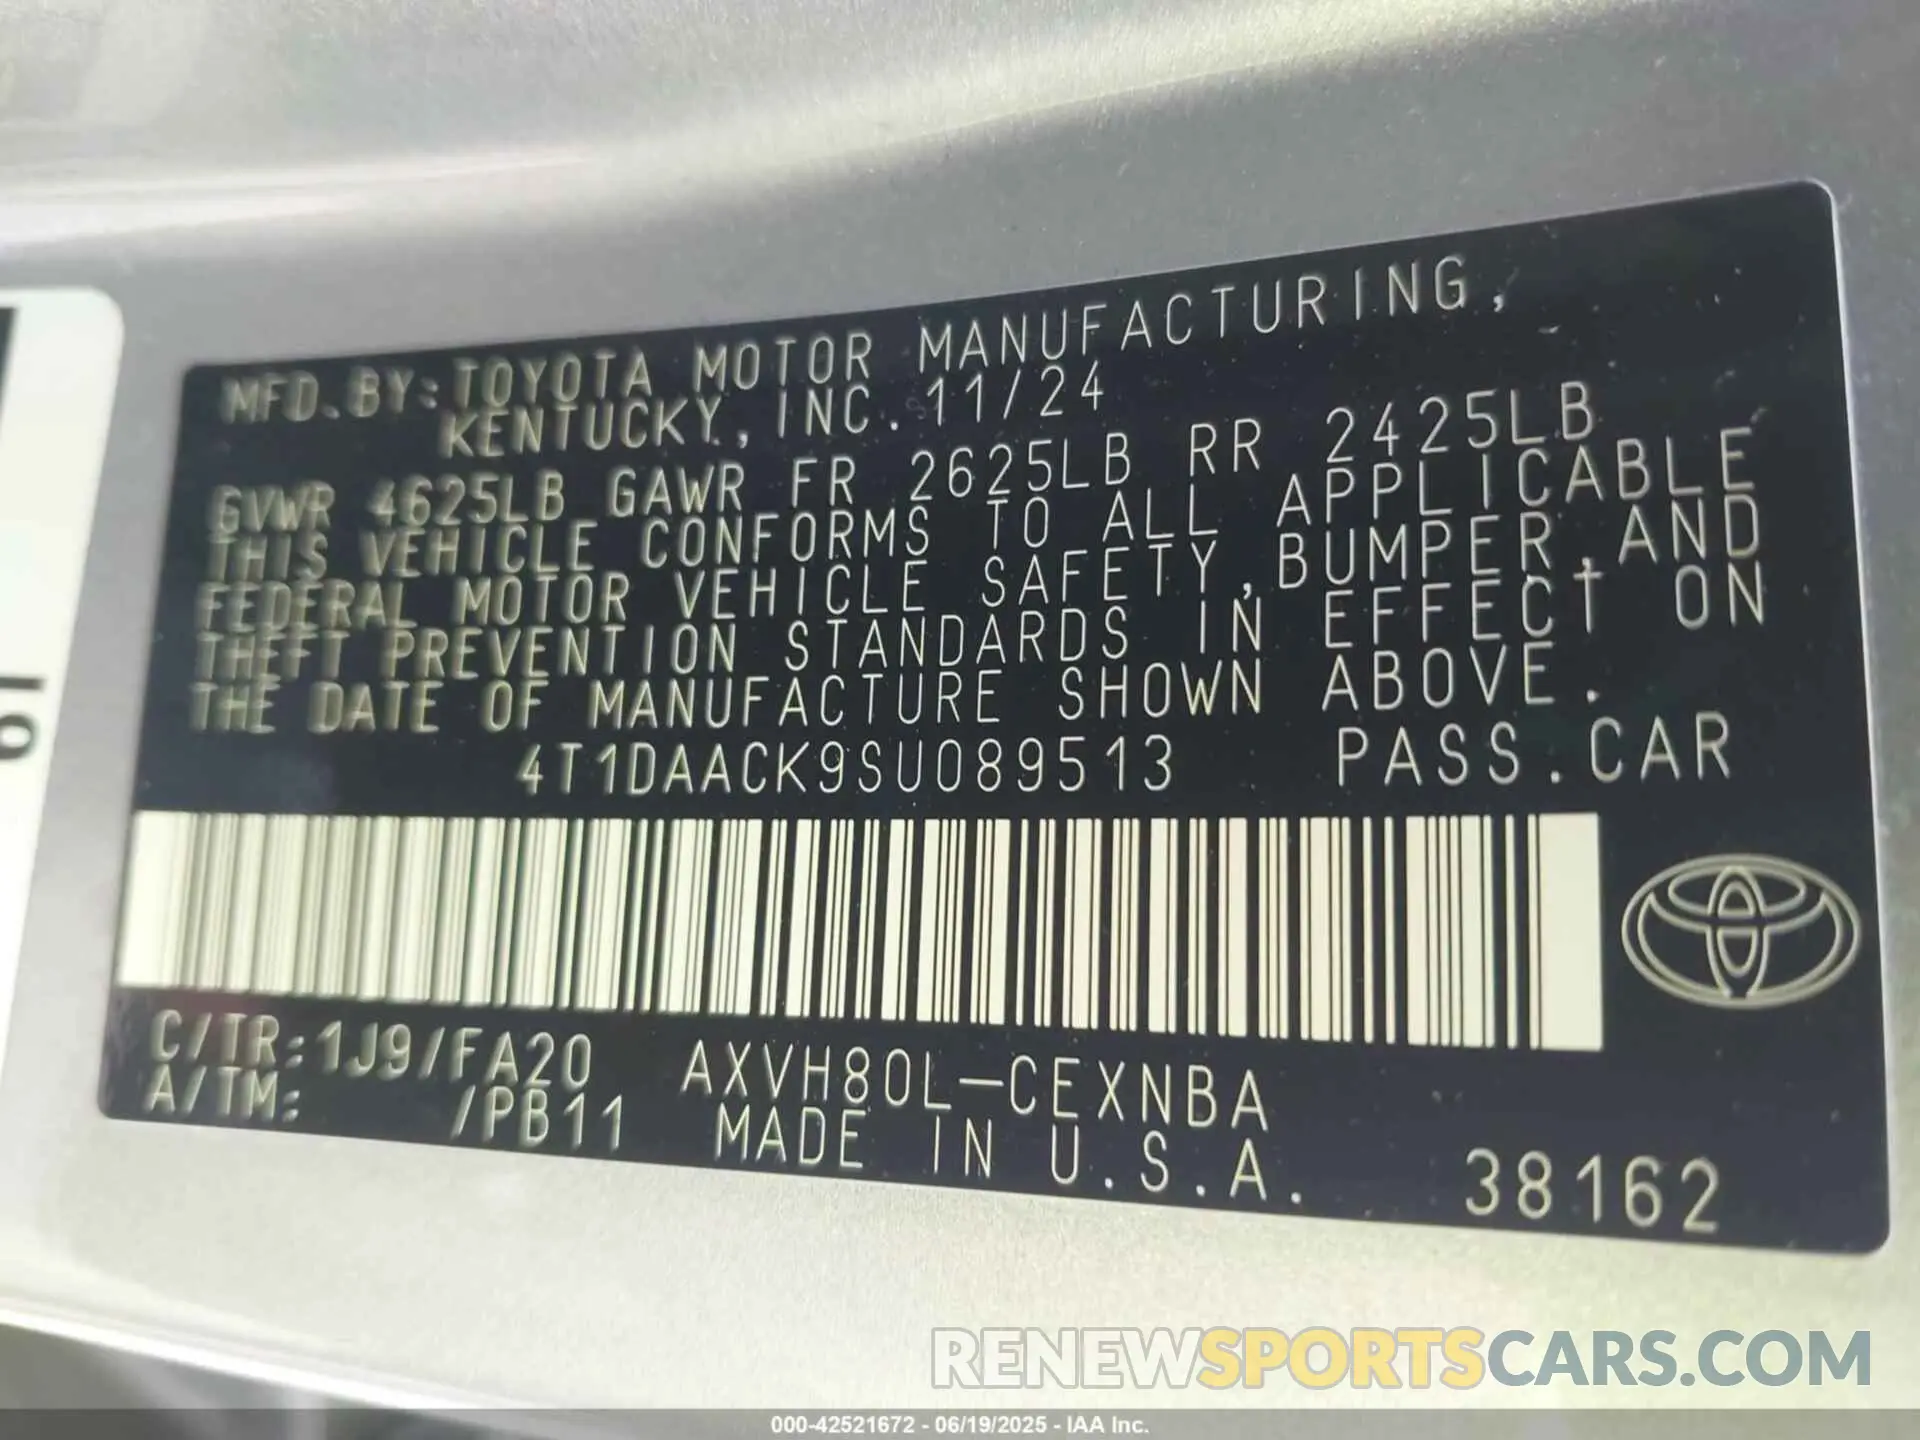 MFD.BY: TOYOTA MOTOR MANUFACTURING,
KENTUCKY, INC. 11/24
GVWR 4625LB GAWR FR 2625LB RR 2425LB
THIS VEHICLE CONFORMS TO ALL APPLICABLE
FEDERAL MOTOR VEHICLE SAFETY, BUMPER, AND
THEFT PREVENTION STANDARDS IN EFFECT ON
THE DATE OF MANUFACTURE SHOWN ABOVE.
4T1DAACK9SU089513 PASS.CAR
C/TR:1J9/FA20 AXVH80L-CEXNBA
A/TM: /PB11 MADE IN U.S.A. 38162
RENEWSPORTSCARS.COM
000-42521672 - 06/19/2025 - IAA Inc.